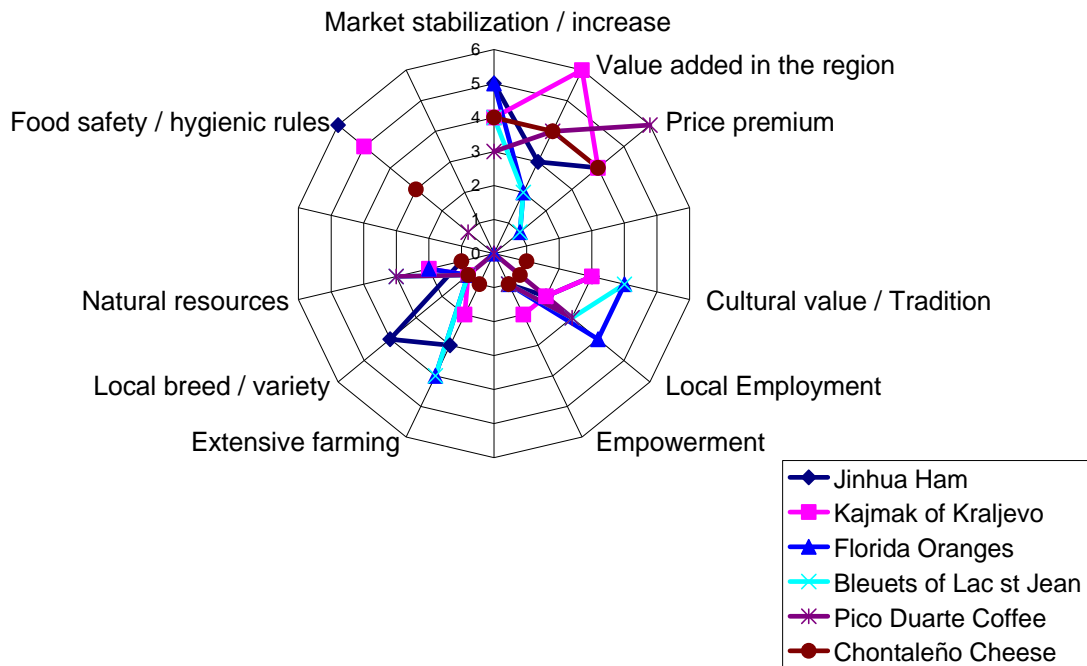 Market stabilization / increase
6
5
4
3
2
1
0
Value added in the region
Food safety / hygienic rules
Price premium
Natural resources
Cultural value / Tradition
Local breed / variety
Local Employment
Extensive farming
Empowerment
Jinhua Ham
Kajmak of Kraljevo
Florida Oranges
Bleuets of Lac st Jean
Pico Duarte Coffee
Chontaleño Cheese